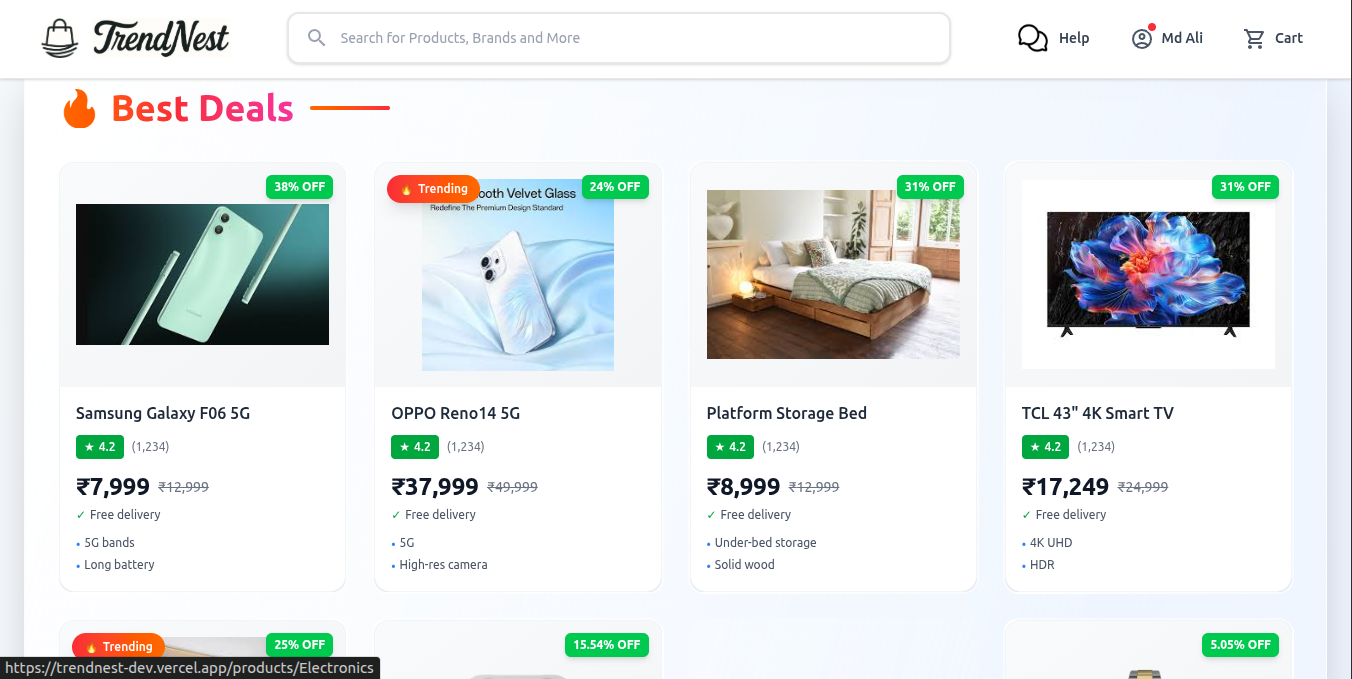 TrendNest
Search for Products, Brands and More
Help
Md Ali
Cart
🔥 Best Deals
38% OFF
Samsung Galaxy F06 5G
★ 4.2 (1,234)
₹7,999 ₹12,999
✓ Free delivery
• 5G bands
• Long battery
🔥 Trending
24% OFF
ooth Velvet Glass
Redefine The Premium Design Standard
OPPO Reno14 5G
★ 4.2 (1,234)
₹37,999 ₹49,999
✓ Free delivery
• 5G
• High-res camera
31% OFF
Platform Storage Bed
★ 4.2 (1,234)
₹8,999 ₹12,999
✓ Free delivery
• Under-bed storage
• Solid wood
31% OFF
TCL 43" 4K Smart TV
★ 4.2 (1,234)
₹17,249 ₹24,999
✓ Free delivery
• 4K UHD
• HDR
🔥 Trending
25% OFF
15.54% OFF
5.05% OFF
https://trendnest-dev.vercel.app/products/Electronics